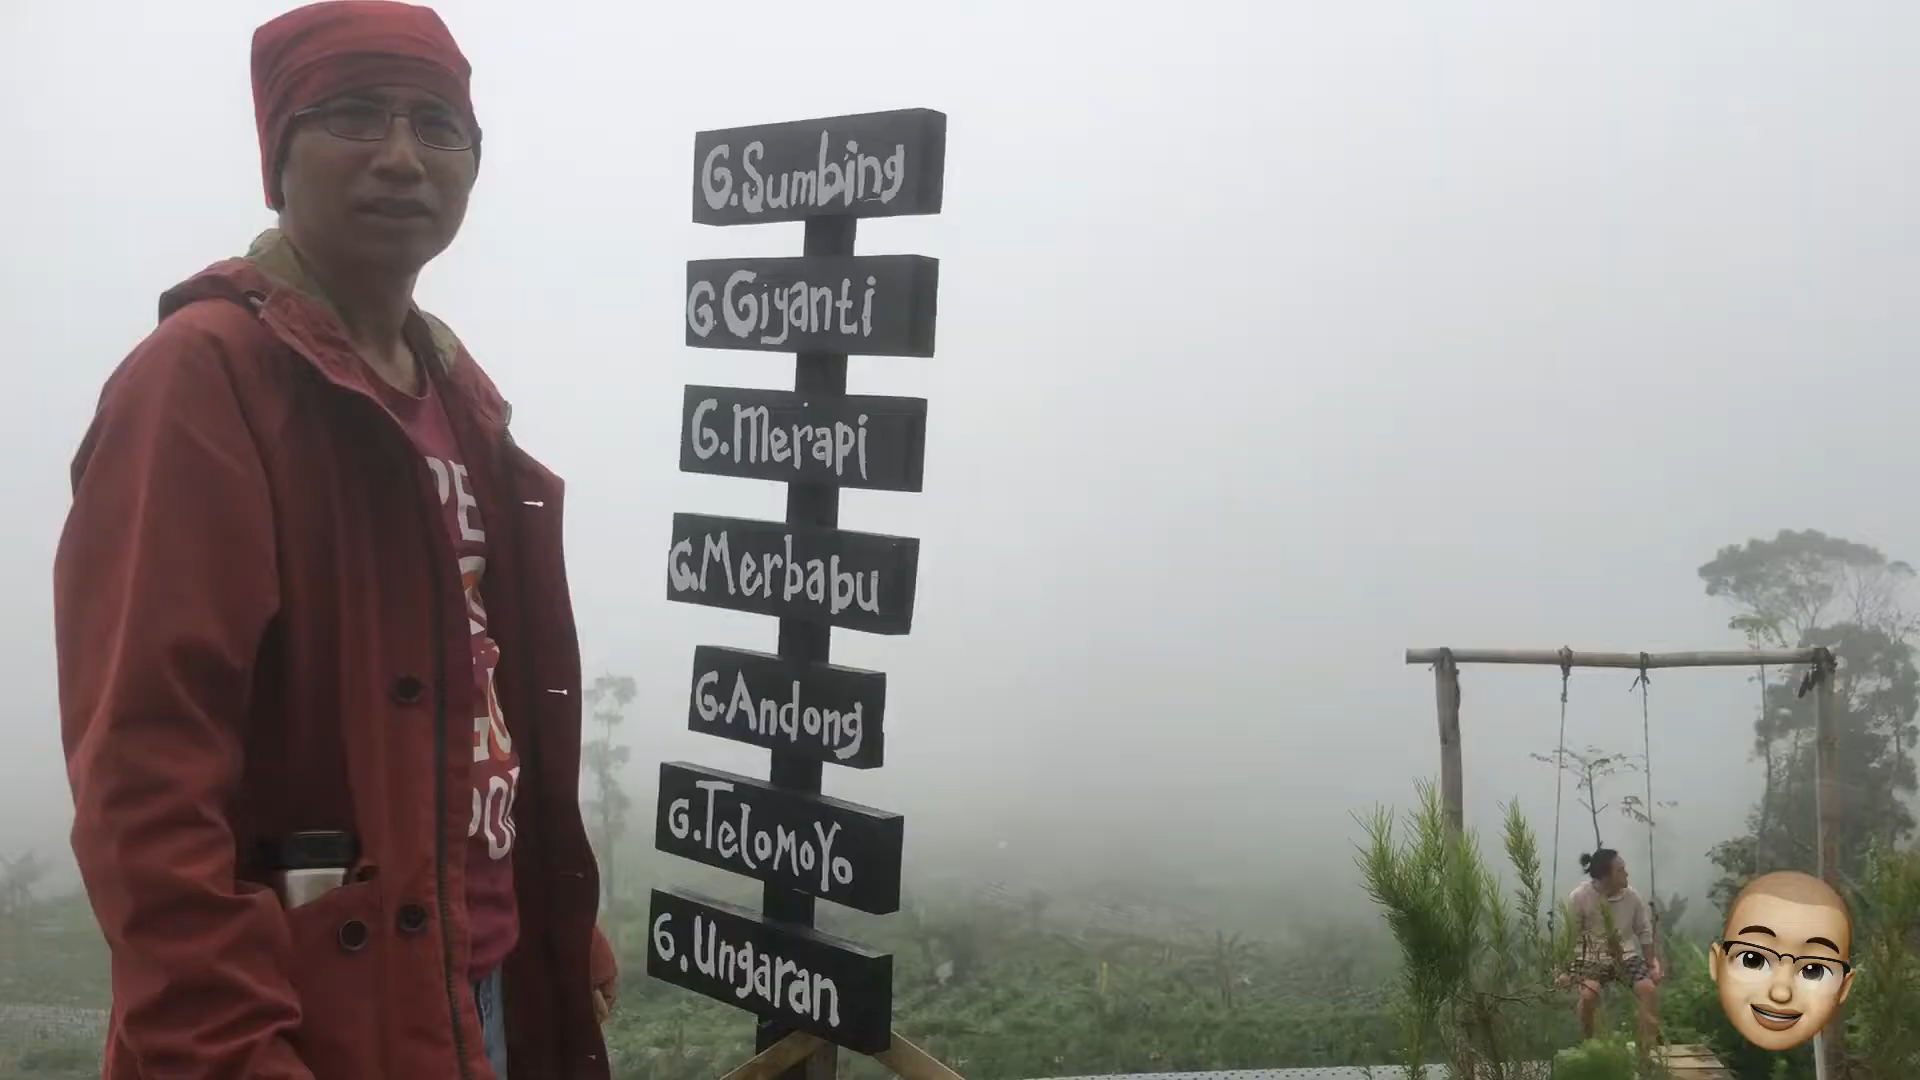 G.Sumbing
G Giyanti
G.Merapi
G.Merbabu
G.Andong
G.TelomoYo
G.Ungaran